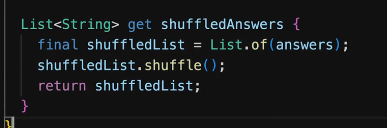 List<String> get shuffledAnswers {
  final shuffledList = List.of(answers);
  shuffledList.shuffle();
  return shuffledList;
}
}